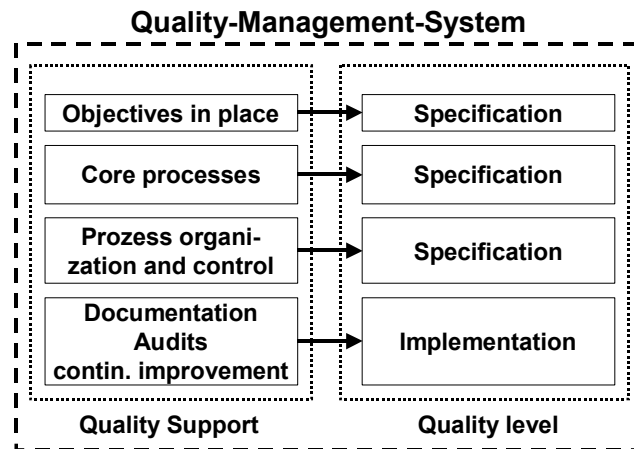 Quality-Management-System
Objectives in place
Specification
Core processes
Specification
Prozess organi-
zation and control
Specification
Documentation
Audits
contin. improvement
Implementation
Quality Support
Quality level